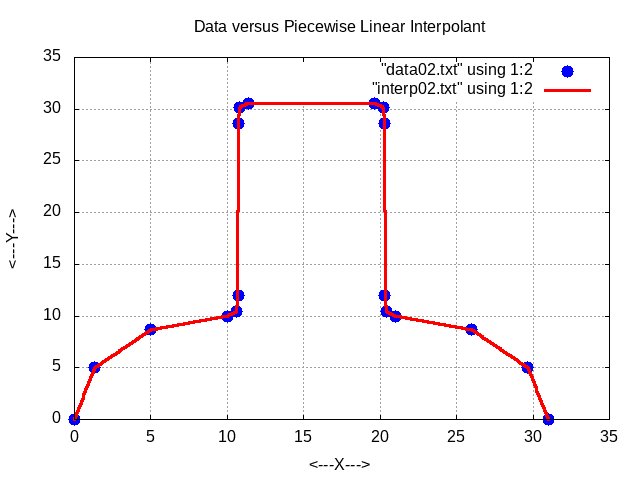 Data versus Piecewise Linear Interpolant
"data02.txt" using 1:2
"interp02.txt" using 1:2
35
30
25
20
15
10
5
0
<---Y--->
0 5 10 15 20 25 30 35
<---X--->